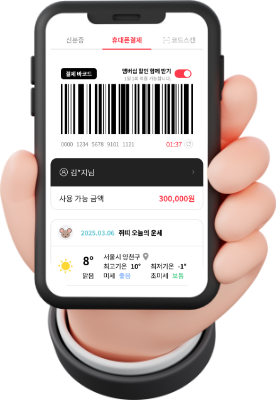 신분증 휴대폰결제 코드스캔
결제 바코드 멤버십 할인 함께 받기
1일 1회 적용 가능합니다.
0000 1234 5678 9101 1121 01:37
김*지님
사용 가능 금액 300,000원
2025.03.06 쥐띠 오늘의 운세
8° 서울시 양천구
최고기온 10° 최저기온 -1°
맑음 미세 좋음 초미세 보통